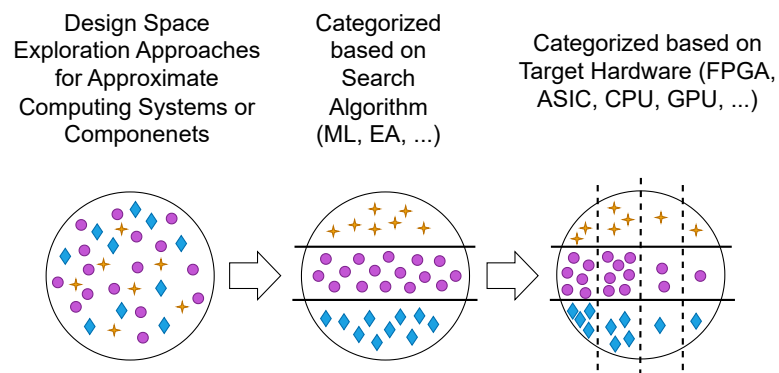 Design Space
Exploration Approaches
for Approximate
Computing Systems or
Componenets
Categorized
based on
Search
Algorithm
(ML, EA, ...)
Categorized based on
Target Hardware (FPGA,
ASIC, CPU, GPU, ...)